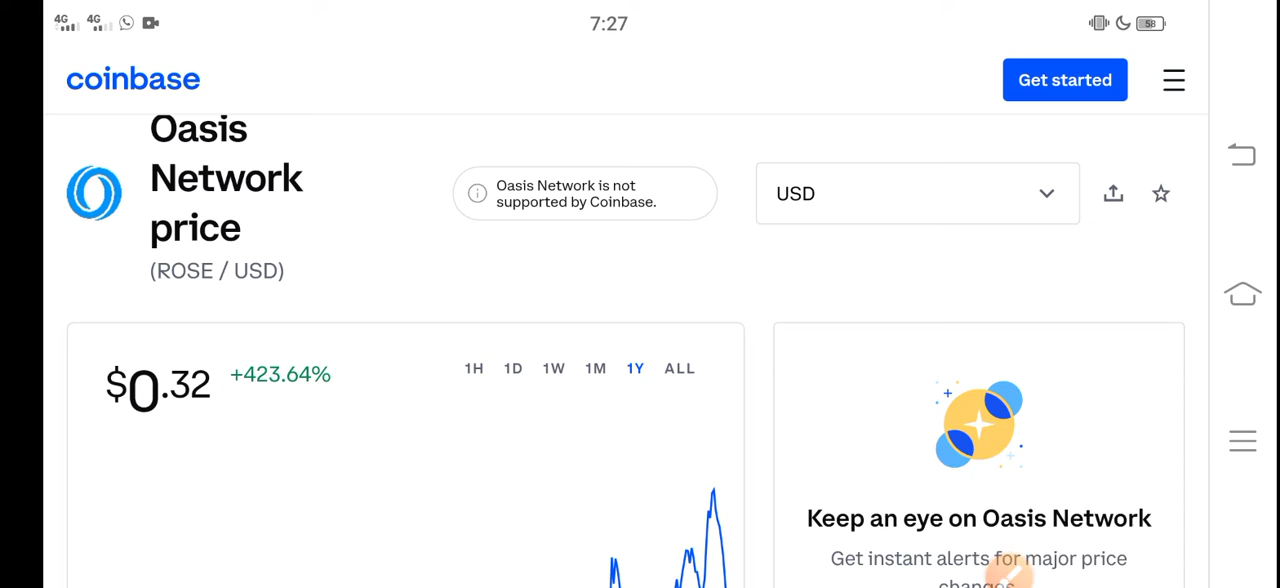 4G 4G 7:27 58
coinbase Get started
Oasis
Network
price
(ROSE / USD)
Oasis Network is not
supported by Coinbase.
USD
$0.32 +423.64% 1H 1D 1W 1M 1Y ALL
Keep an eye on Oasis Network
Get instant alerts for major price
changes.